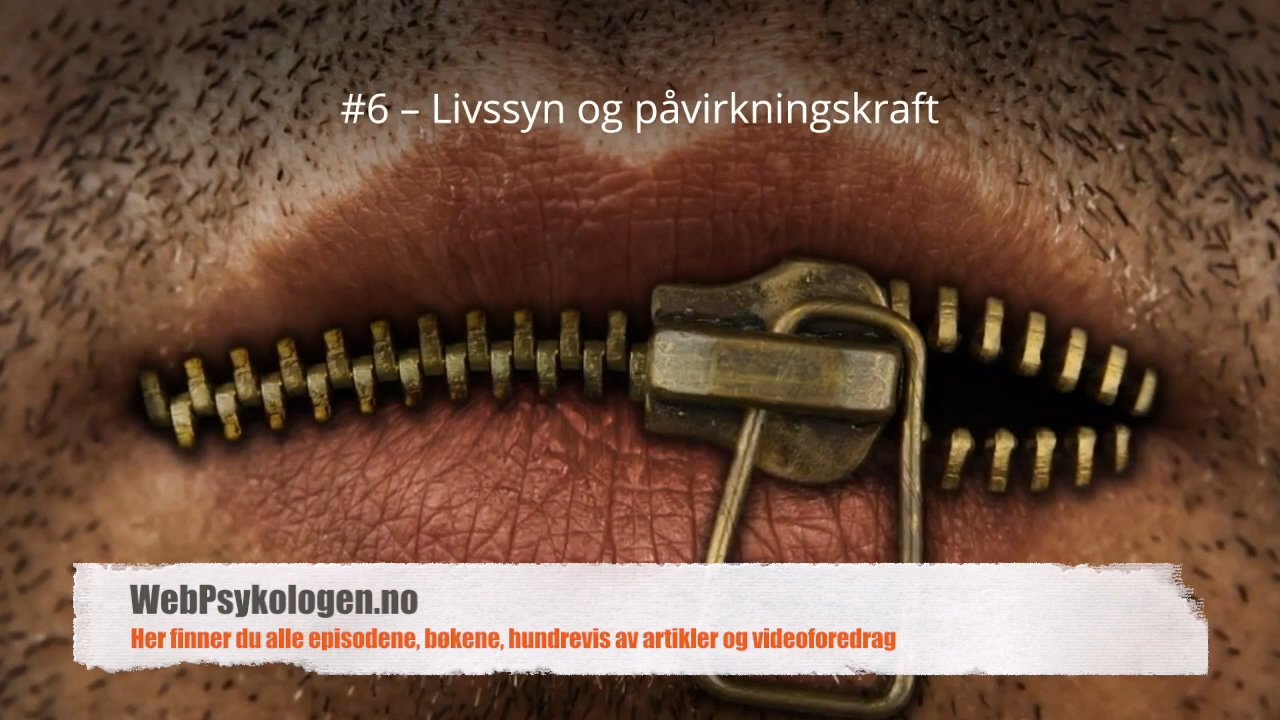 #6 – Livssyn og påvirkningskraft
WebPsykologen.no
Her finner du alle episodene, bøkene, hundrevis av artikler og videoforedrag